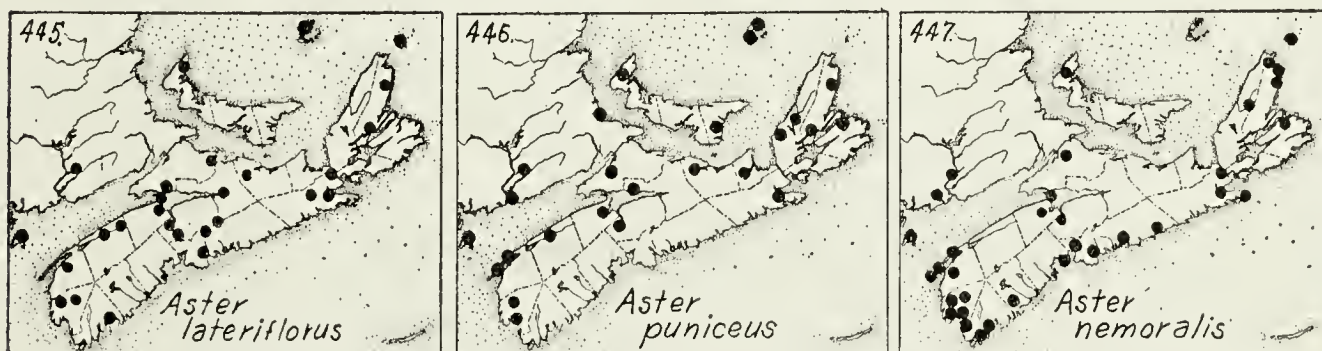 445.
Aster
lateriflorus
446.
Aster
puniceus
447.
Aster
nemoralis